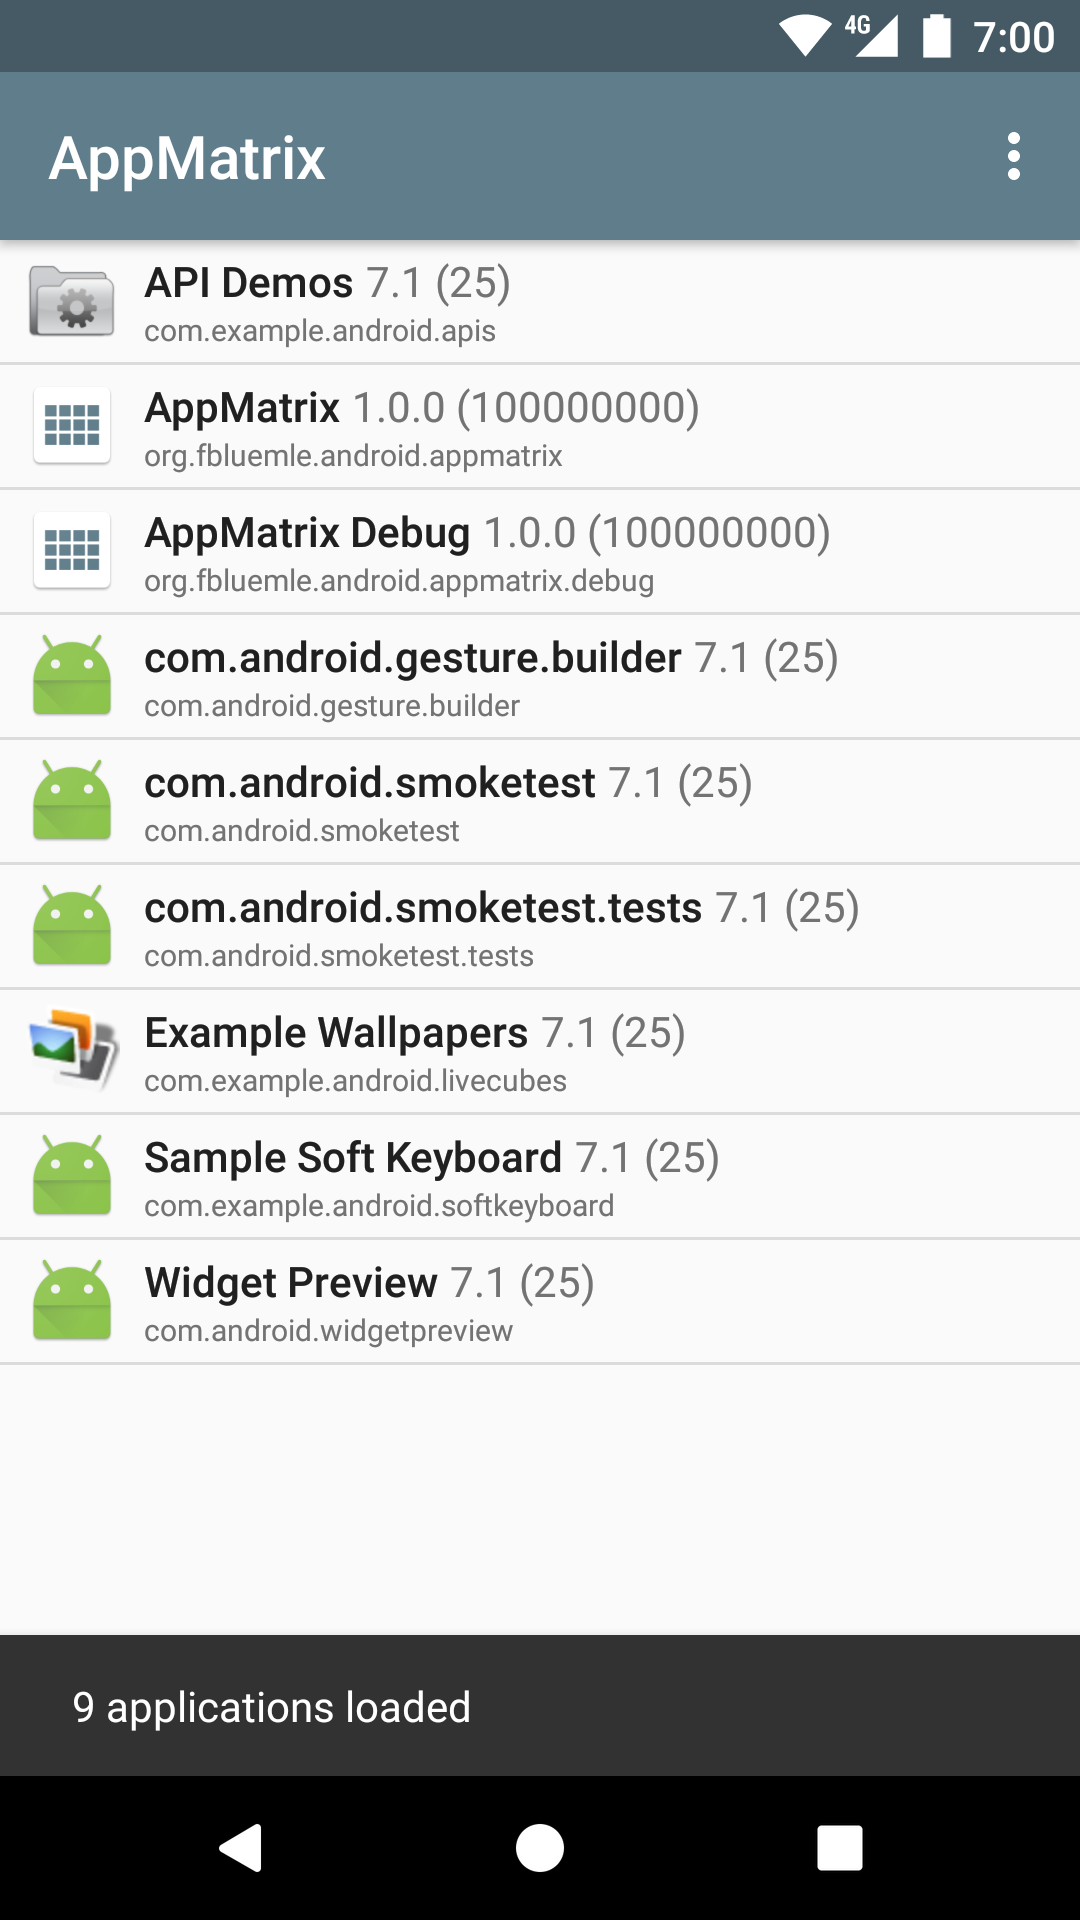 4G 7:00
AppMatrix
API Demos 7.1 (25)
com.example.android.apis
AppMatrix 1.0.0 (100000000)
org.fbluemle.android.appmatrix
AppMatrix Debug 1.0.0 (100000000)
org.fbluemle.android.appmatrix.debug
com.android.gesture.builder 7.1 (25)
com.android.gesture.builder
com.android.smoketest 7.1 (25)
com.android.smoketest
com.android.smoketest.tests 7.1 (25)
com.android.smoketest.tests
Example Wallpapers 7.1 (25)
com.example.android.livecubes
Sample Soft Keyboard 7.1 (25)
com.example.android.softkeyboard
Widget Preview 7.1 (25)
com.android.widgetpreview
9 applications loaded